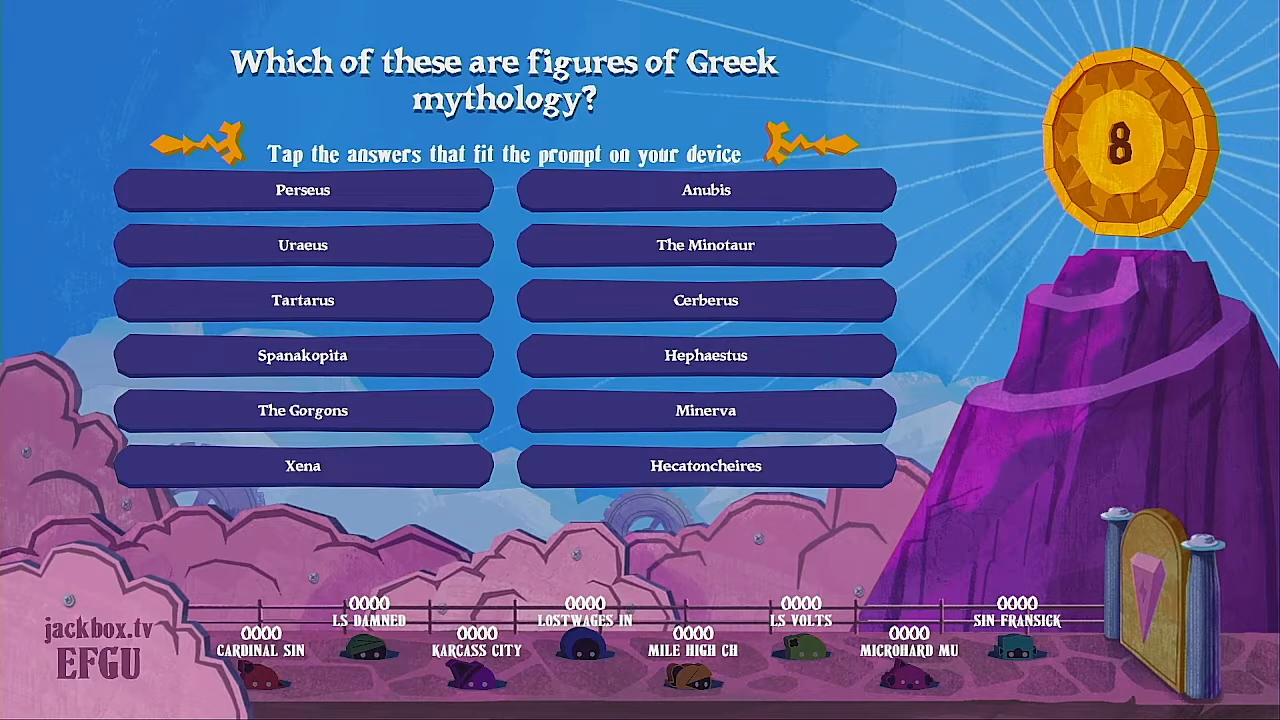 Which of these are figures of Greek
mythology?
8
Tap the answers that fit the prompt on your device
Perseus
Anubis
Uraeus
The Minotaur
Tartarus
Cerberus
Spanakopita
Hephaestus
The Gorgons
Minerva
Xena
Hecatoncheires
jackbox.tv
EFGU
0000
CARDINAL SIN
0000
LS DAMNED
0000
KARCASS CITY
0000
LOSTWAGES IN
0000
MILE HIGH CH
0000
LS VOLTS
0000
MICROHARD MU
0000
SIN FRANSICK